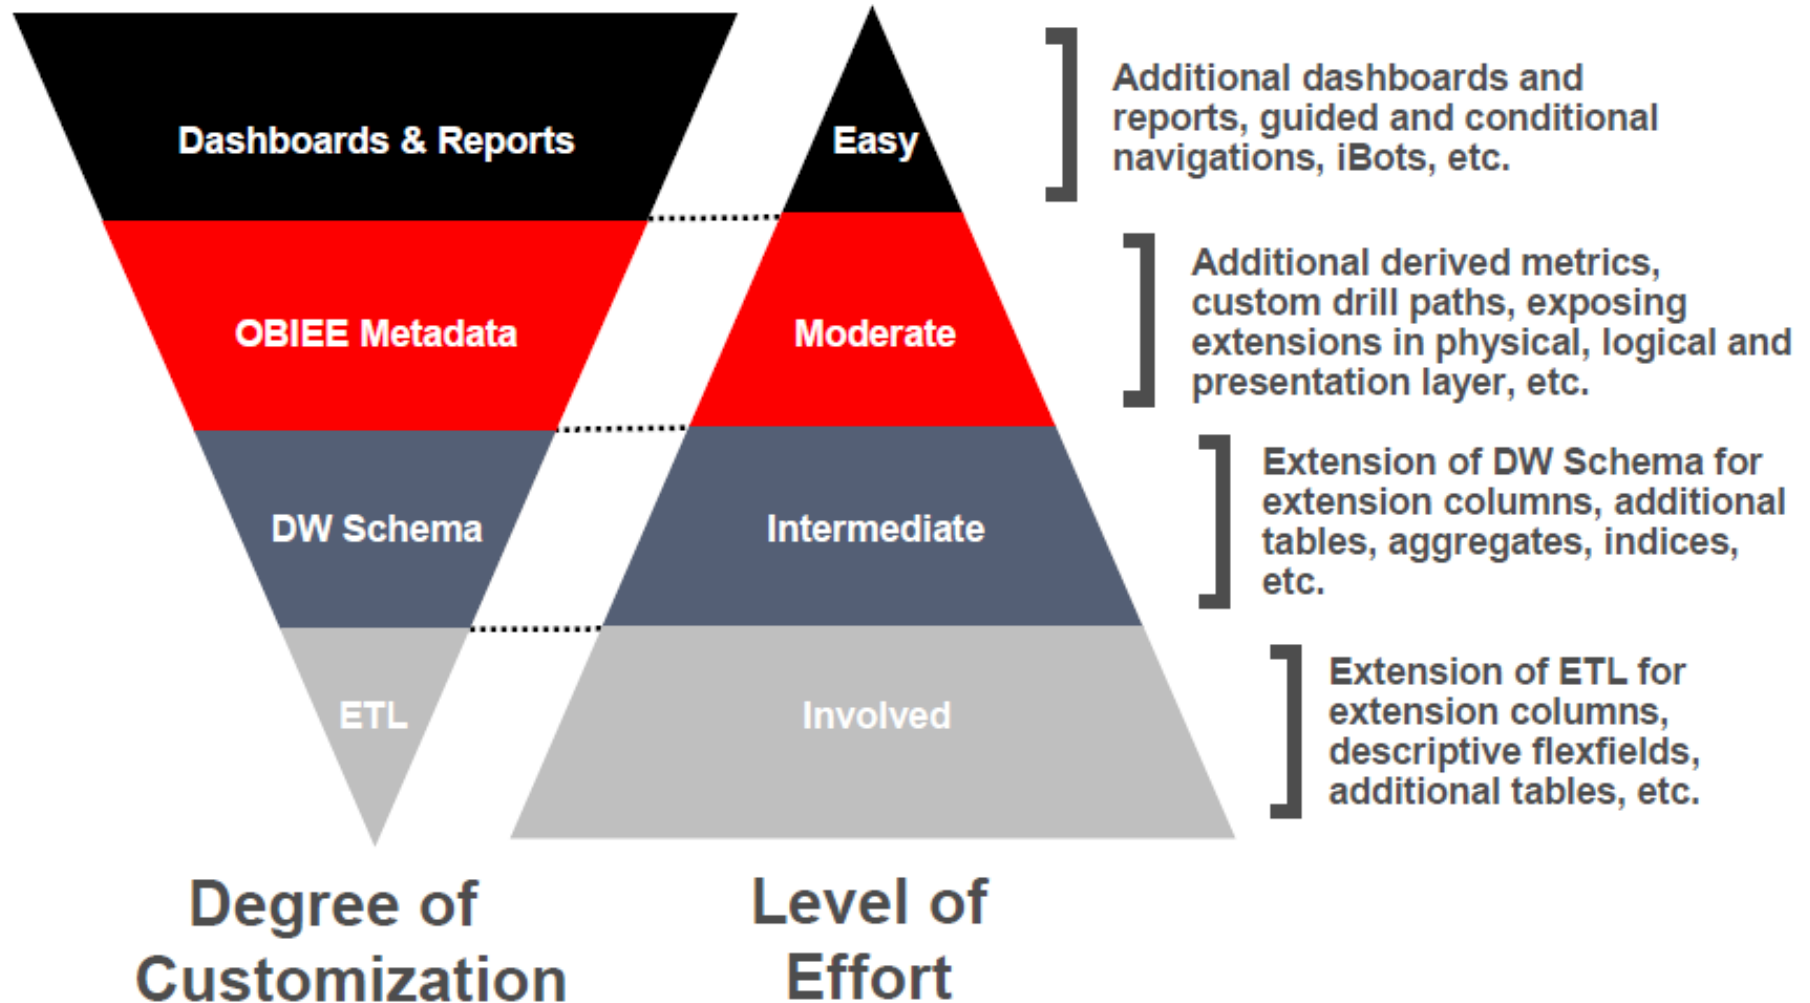 Dashboards & Reports
Easy
Additional dashboards and
reports, guided and conditional
navigations, iBots, etc.
OBIEE Metadata
Moderate
Additional derived metrics,
custom drill paths, exposing
extensions in physical, logical and
presentation layer, etc.
DW Schema
Intermediate
Extension of DW Schema for
extension columns, additional
tables, aggregates, indices,
etc.
ETL
Involved
Extension of ETL for
extension columns,
descriptive flexfields,
additional tables, etc.
Degree of
Customization
Level of
Effort